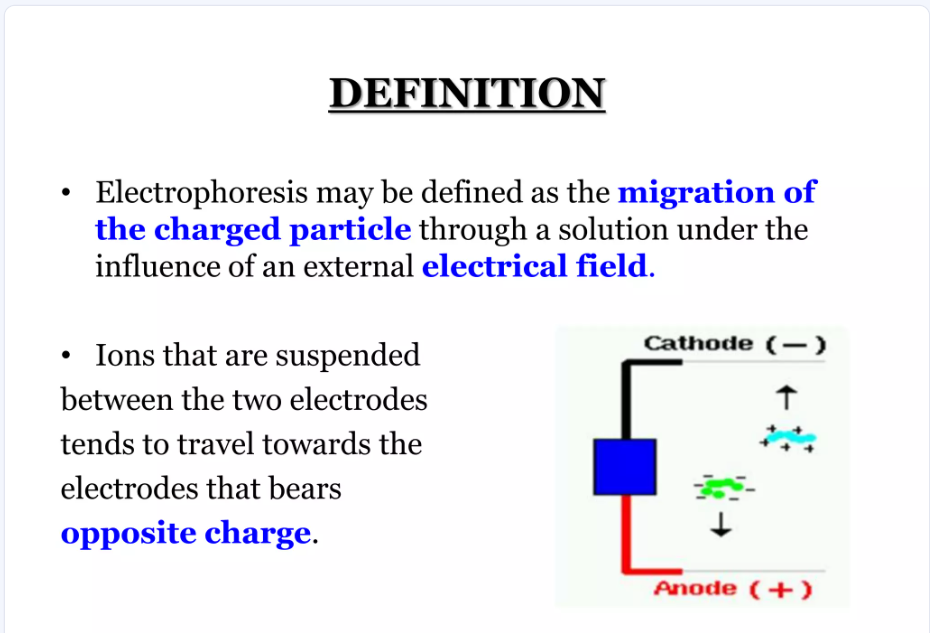 DEFINITION
• Electrophoresis may be defined as the migration of
the charged particle through a solution under the
influence of an external electrical field.
• Ions that are suspended
between the two electrodes
tends to travel towards the
electrodes that bears
opposite charge.
Cathode (−)
Anode (+)